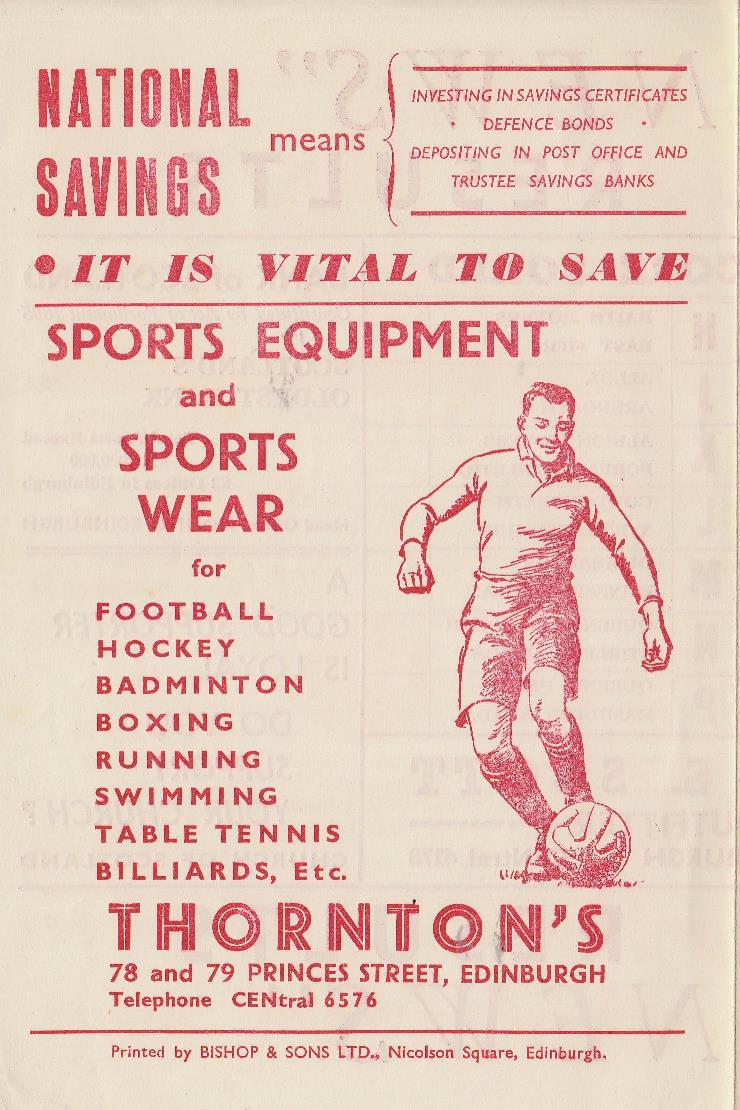 NATIONAL
SAVINGS
means
INVESTING IN SAVINGS CERTIFICATES
• DEFENCE BONDS •
DEPOSITING IN POST OFFICE AND
TRUSTEE SAVINGS BANKS
• IT IS VITAL TO SAVE
SPORTS EQUIPMENT
and
SPORTS
WEAR
for
FOOTBALL
HOCKEY
BADMINTON
BOXING
RUNNING
SWIMMING
TABLE TENNIS
BILLIARDS, Etc.
THORNTON'S
78 and 79 PRINCES STREET, EDINBURGH
Telephone CENtral 6576
Printed by BISHOP & SONS LTD., Nicolson Square, Edinburgh.